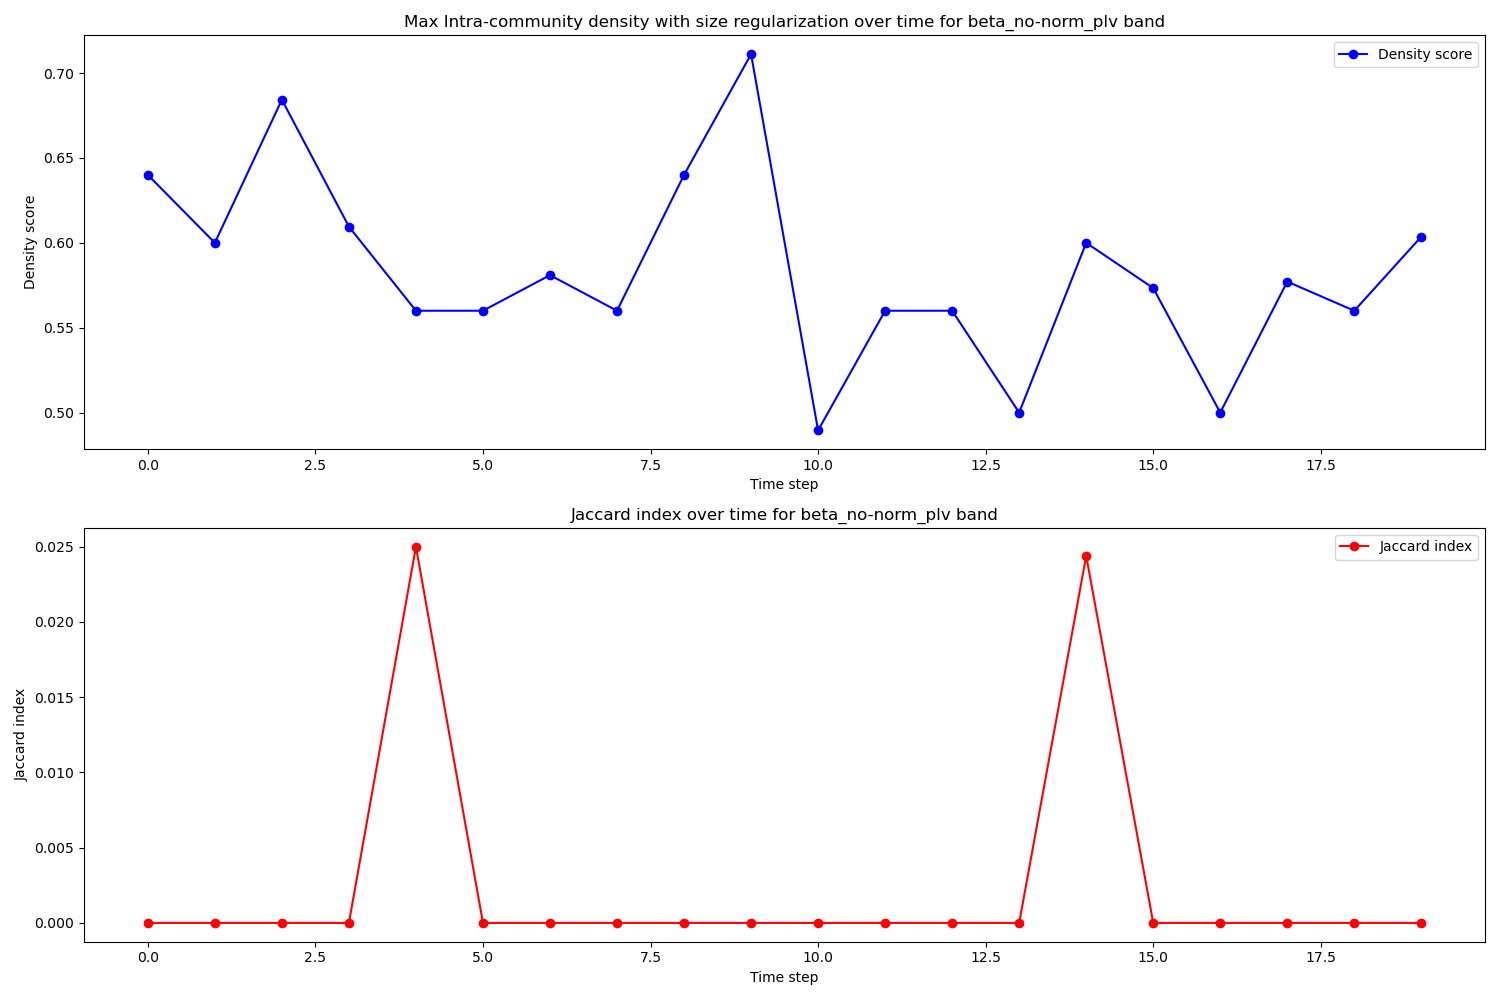 Max Intra-community density with size regularization over time for beta_no-norm_plv band
Density score
0.70
0.65
0.60
0.55
0.50
Density score
0.0 2.5 5.0 7.5 10.0 12.5 15.0 17.5
Time step
Jaccard index over time for beta_no-norm_plv band
Jaccard index
0.025
0.020
0.015
0.010
0.005
0.000
Jaccard index
0.0 2.5 5.0 7.5 10.0 12.5 15.0 17.5
Time step